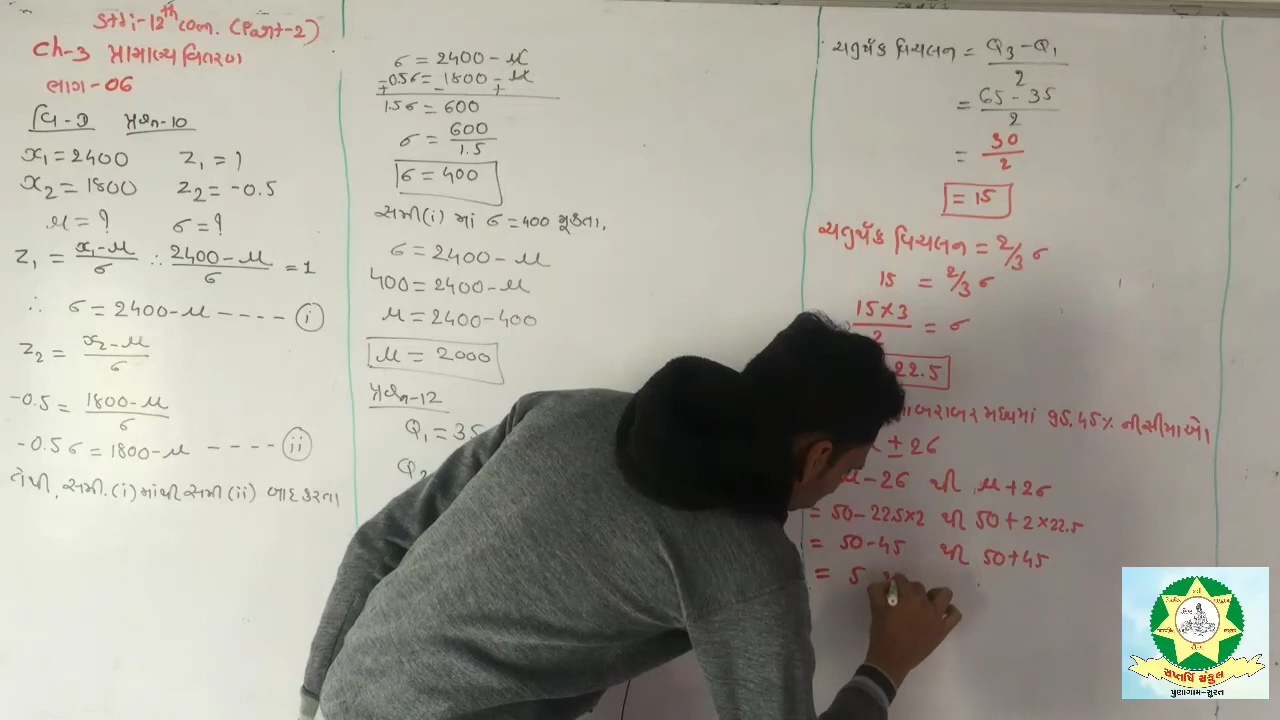 Std:-12th com. (Part-2)
Ch-3 પ્રામાણ્ય વિતરણ
ભાગ-06
વિ-D પ્રશ્ન-10
x₁=2400 z₁=?
x₂=1800 z₂=-0.5
μ=? σ=?
z₁ = x₁-μ/σ ∴ 2400-μ/σ = 1
∴ σ=2400-μ ---- (i)
z₂ = x₂-μ/σ
-0.5 = 1800-μ/σ
-0.5σ=1800-μ ---- (ii)
તેથી, સમી.(i)માંથી સમી(ii) બાદ કરતા
σ=2400-μ
-0.5σ=1800-μ
+ - +
1.5σ=600
σ = 600/1.5
σ=400
સમી(i) માં σ=400 મૂકતા,
σ=2400-μ
400=2400-μ
μ=2400-400
μ = 2000
પ્રશ્ન-12
Q₁=35
ચતુર્થક વિચલન = Q₃-Q₁/2
= 65-35/2
= 30/2
= 15
ચતુર્થક વિચલન = 2/3 σ
15 = 2/3 σ
15×3/2 = σ
22.5
બરાબર મધ્યમાં 95.45% ની સીમાઓ
± 2σ
μ-2σ થી μ+2σ
= 50-22.5×2 થી 50+2×22.5
= 50-45 થી 50+45
= 5
સપ્તર્ષિ સંકુલ
પુણાગામ-સુરત